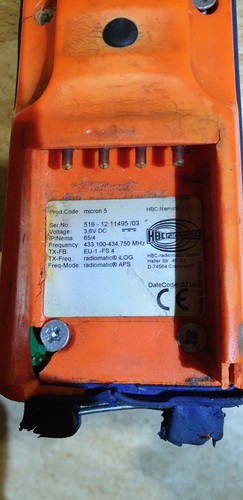 Prod.Code: micron 5
HBC Radiomatic
Ser.No: 516 - 12 11495 /03
Voltage: 3,6V DC
IP/Nema: 65/4
Frequency 433,100-434,750 MHz
TX-FB EU-1 -FS 4
TX-Freq. radiomatic® iLOG
Freq-Mode: radiomatic® AFS
HBC-radiomatic
Haller Str.
D-74564
DateCode: